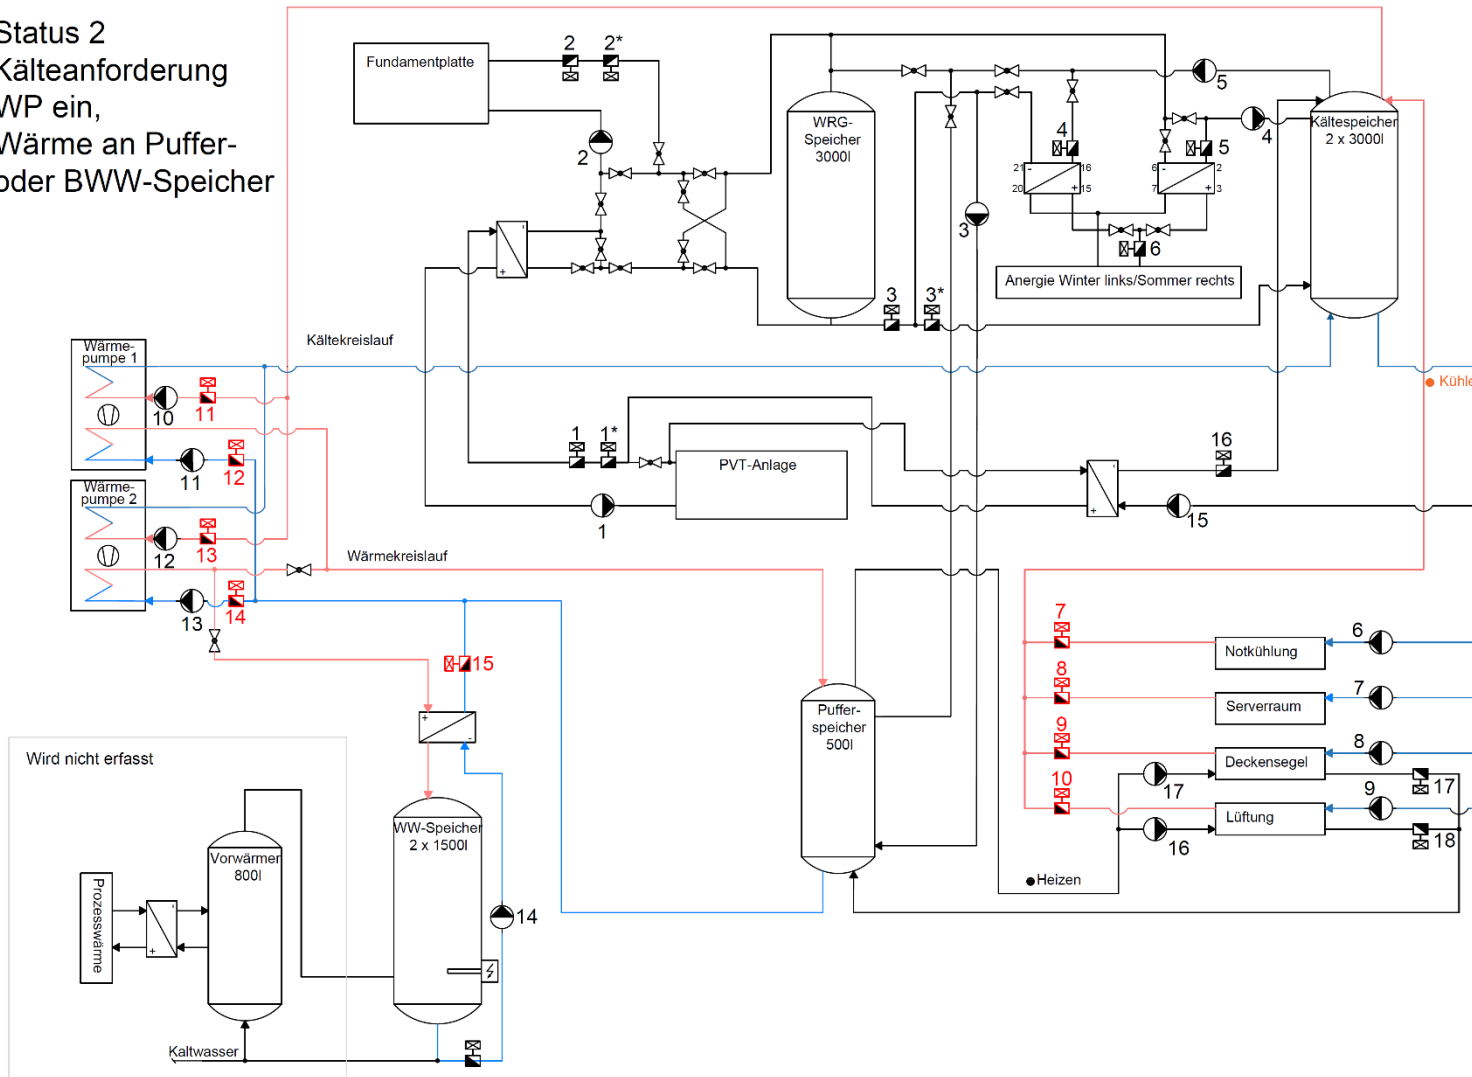 Status 2
Kälteanforderung
WP ein,
Wärme an Puffer-
oder BWW-Speicher
Fundamentplatte
2
2*
2
WRG-
Speicher
3000l
5
4
Kältespeicher
2 x 3000l
4
5
21
-
16
20
+
15
6
-
2
7
+
3
3
6
Anergie Winter links/Sommer rechts
3
3*
-
+
Kältekreislauf
Wärme-
pumpe 1
10
11
11
12
Kühle
1
1*
PVT-Anlage
1
16
-
+
15
Wärme-
pumpe 2
12
13
13
14
Wärmekreislauf
15
+
-
Puffer-
speicher
500l
7
6
Notkühlung
8
7
Serverraum
9
8
Deckensegel
17
17
10
9
Lüftung
16
18
Heizen
Wird nicht erfasst
Vorwärmer
800l
WW-Speicher
2 x 1500l
14
Prozesswärme
-
+
Kaltwasser